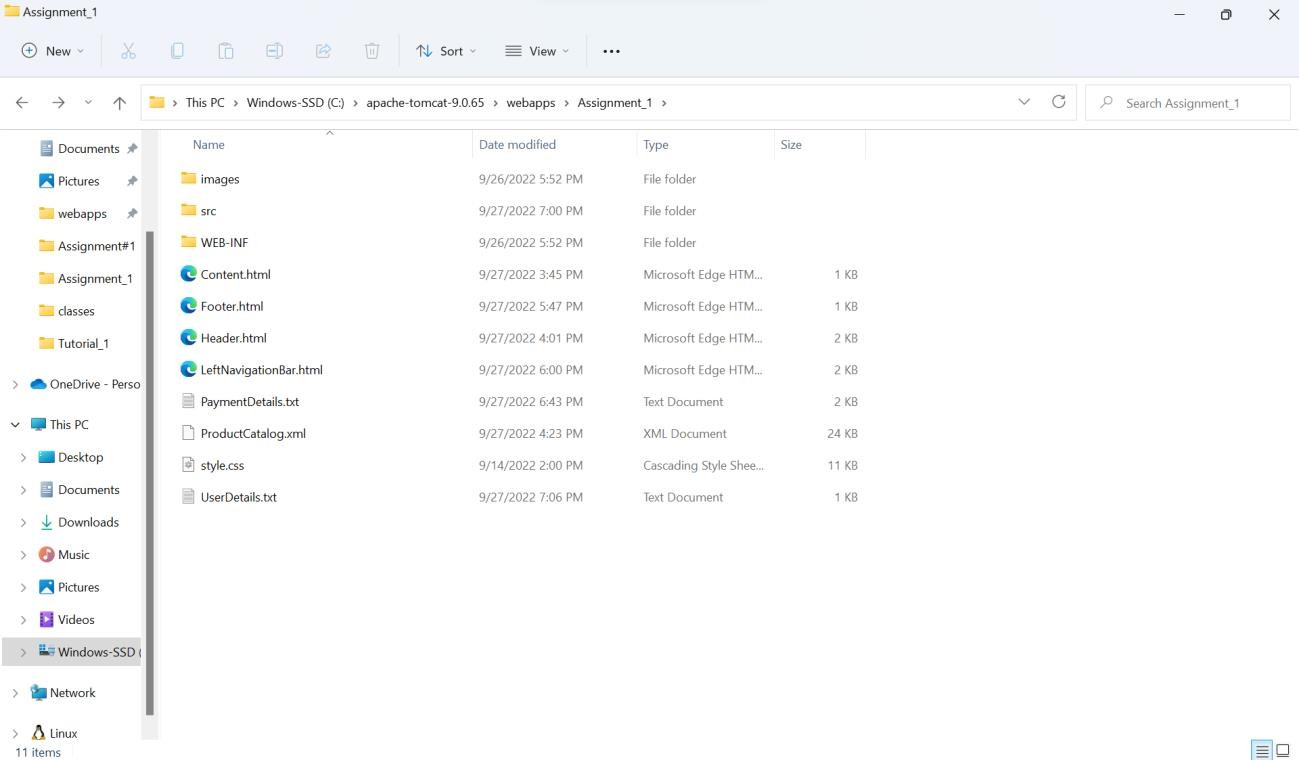 Assignment_1
New
Sort
View
This PC > Windows-SSD (C:) > apache-tomcat-9.0.65 > webapps > Assignment_1 >
Search Assignment_1
Documents
Pictures
webapps
Assignment#1
Assignment_1
classes
Tutorial_1
OneDrive - Perso
This PC
Desktop
Documents
Downloads
Music
Pictures
Videos
Windows-SSD (
Network
Linux
Name Date modified Type Size
images 9/26/2022 5:52 PM File folder
src 9/27/2022 7:00 PM File folder
WEB-INF 9/26/2022 5:52 PM File folder
Content.html 9/27/2022 3:45 PM Microsoft Edge HTM... 1 KB
Footer.html 9/27/2022 5:47 PM Microsoft Edge HTM... 1 KB
Header.html 9/27/2022 4:01 PM Microsoft Edge HTM... 2 KB
LeftNavigationBar.html 9/27/2022 6:00 PM Microsoft Edge HTM... 2 KB
PaymentDetails.txt 9/27/2022 6:43 PM Text Document 2 KB
ProductCatalog.xml 9/27/2022 4:23 PM XML Document 24 KB
style.css 9/14/2022 2:00 PM Cascading Style Shee... 11 KB
UserDetails.txt 9/27/2022 7:06 PM Text Document 1 KB
11 items